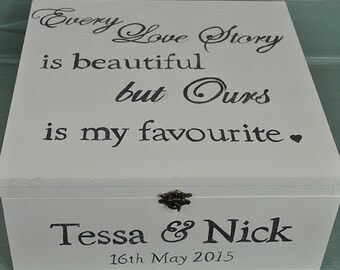 Every
Love Story
is beautiful
but Ours
is my favourite.
Tessa & Nick
16th May 2015